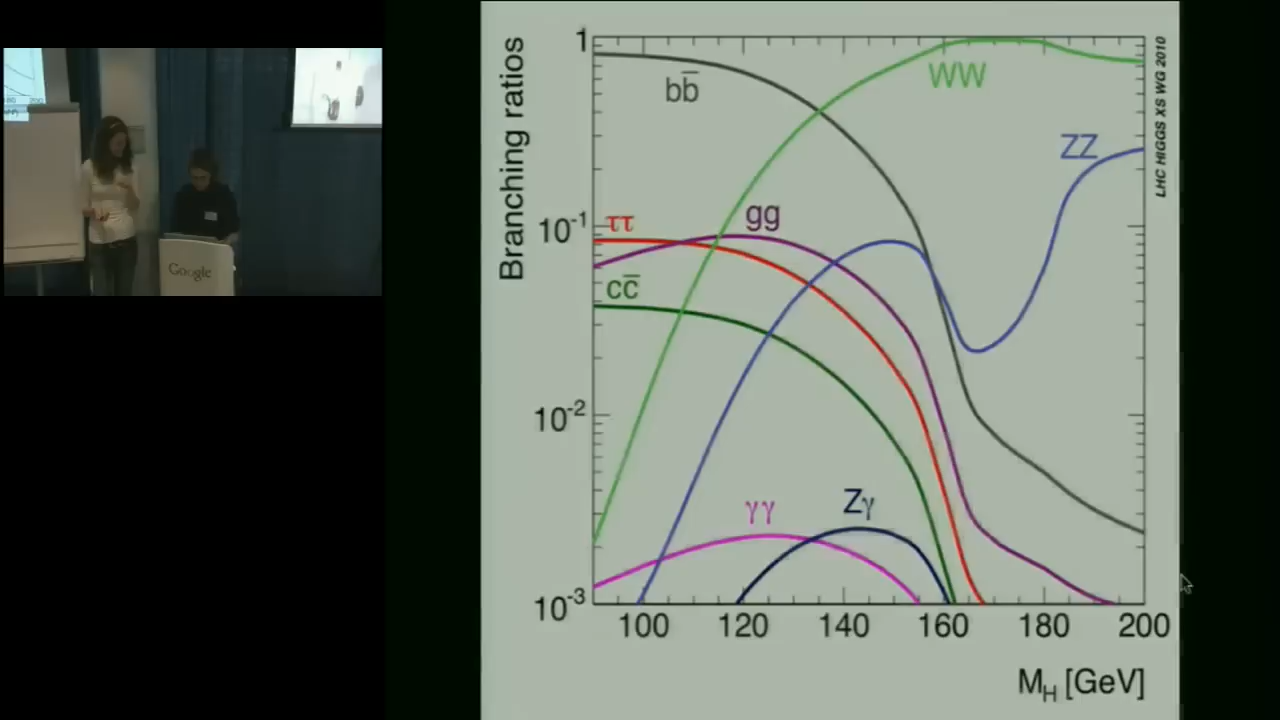 Google
Branching ratios
1
10⁻¹
10⁻²
10⁻³
bb̅
WW
ZZ
ττ
gg
cc̅
γγ
Zγ
100 120 140 160 180 200
M_H [GeV]
LHC HIGGS XS WG 2010